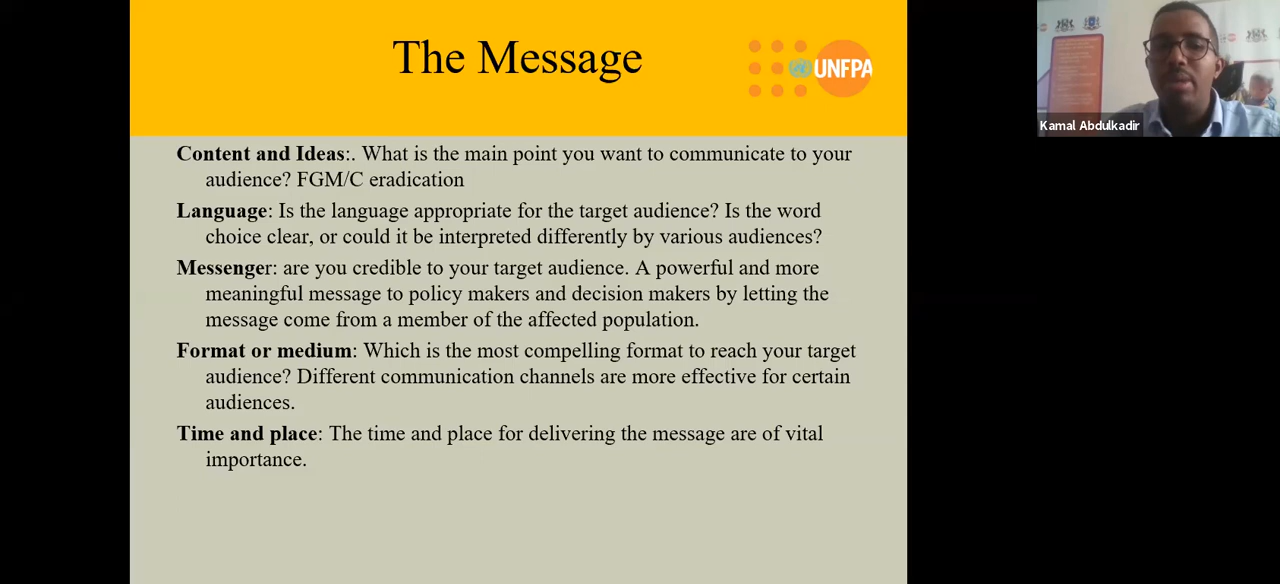 The Message
UNFPA
Content and Ideas:. What is the main point you want to communicate to your
audience? FGM/C eradication
Language: Is the language appropriate for the target audience? Is the word
choice clear, or could it be interpreted differently by various audiences?
Messenger: are you credible to your target audience. A powerful and more
meaningful message to policy makers and decision makers by letting the
message come from a member of the affected population.
Format or medium: Which is the most compelling format to reach your target
audience? Different communication channels are more effective for certain
audiences.
Time and place: The time and place for delivering the message are of vital
importance.
Kamal Abdulkadir